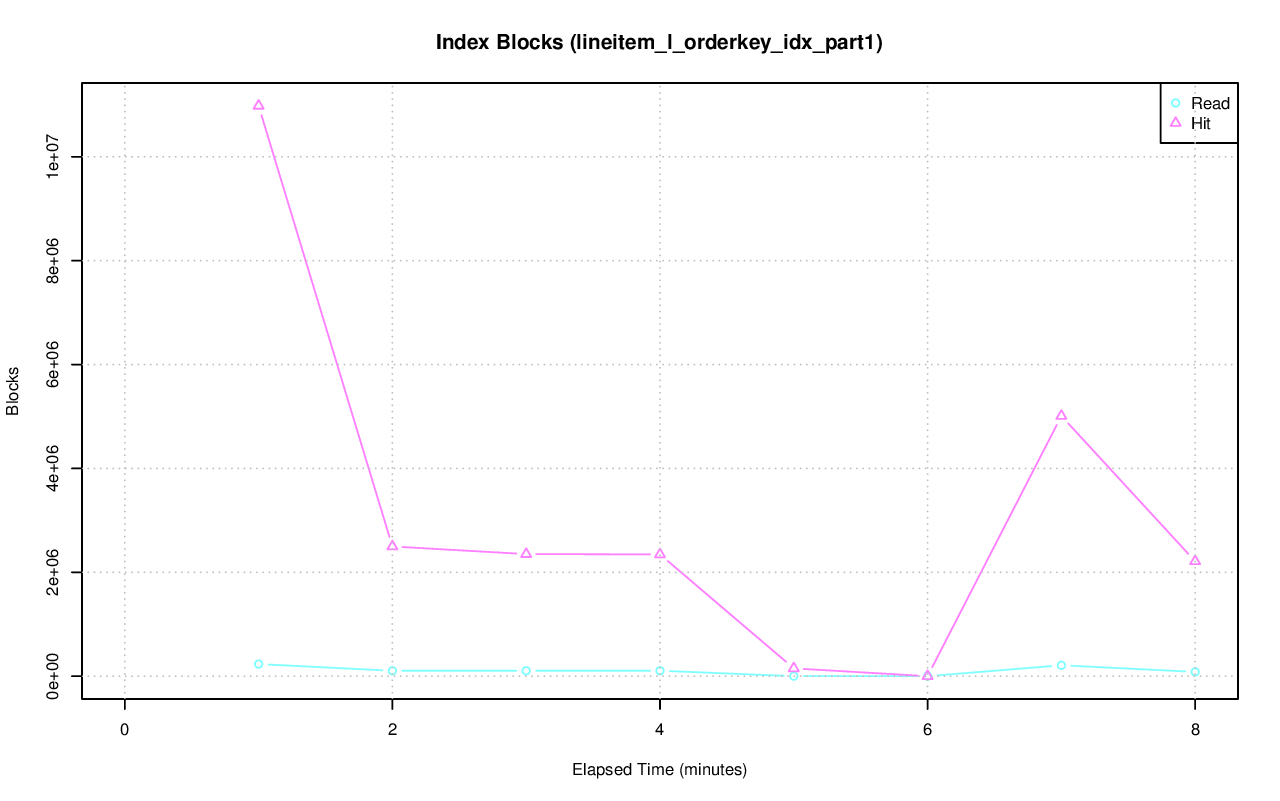 Index Blocks (lineitem_l_orderkey_idx_part1)
Read
Hit
1e+07
8e+06
6e+06
4e+06
2e+06
0e+00
Blocks
0 2 4 6 8
Elapsed Time (minutes)